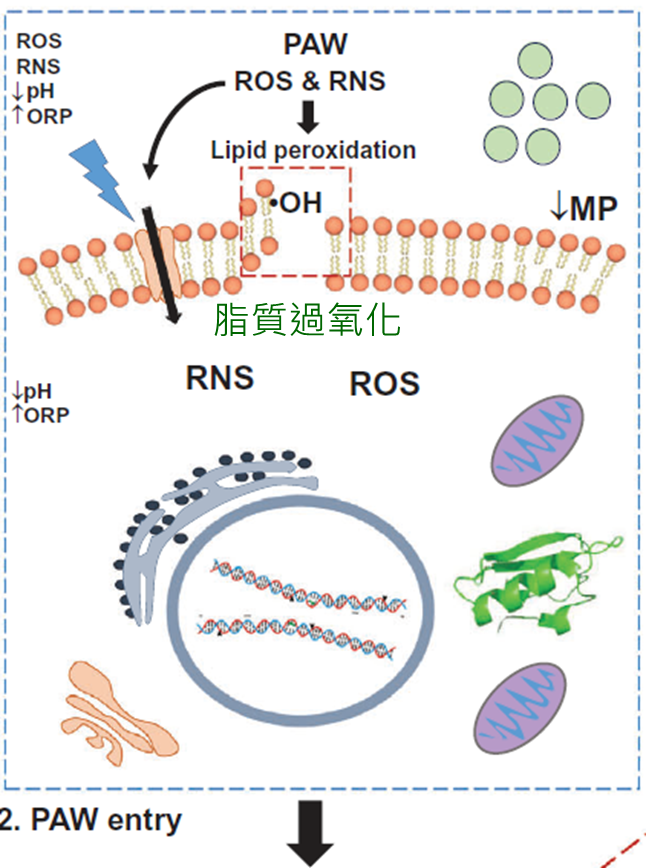 ROS
RNS
↓pH
↑ORP
PAW
ROS & RNS
Lipid peroxidation
•OH
↓MP
脂質過氧化
RNS
ROS
↓pH
↑ORP
2. PAW entry